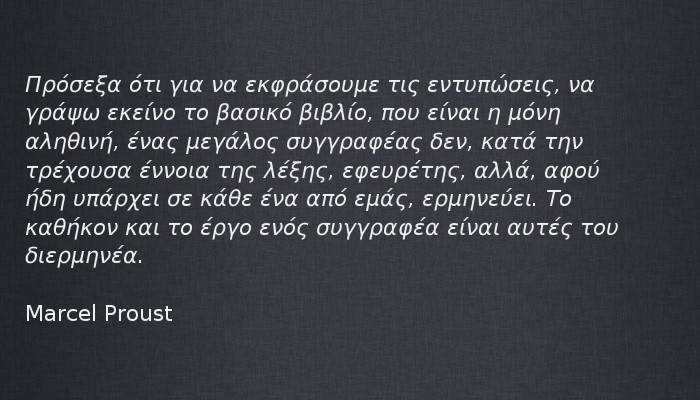 Πρόσεξα ότι για να εκφράσουμε τις εντυπώσεις, να
γράψω εκείνο το βασικό βιβλίο, που είναι η μόνη
αληθινή, ένας μεγάλος συγγραφέας δεν, κατά την
τρέχουσα έννοια της λέξης, εφευρέτης, αλλά, αφού
ήδη υπάρχει σε κάθε ένα από εμάς, ερμηνεύει. Το
καθήκον και το έργο ενός συγγραφέα είναι αυτές του
διερμηνέα.
Marcel Proust